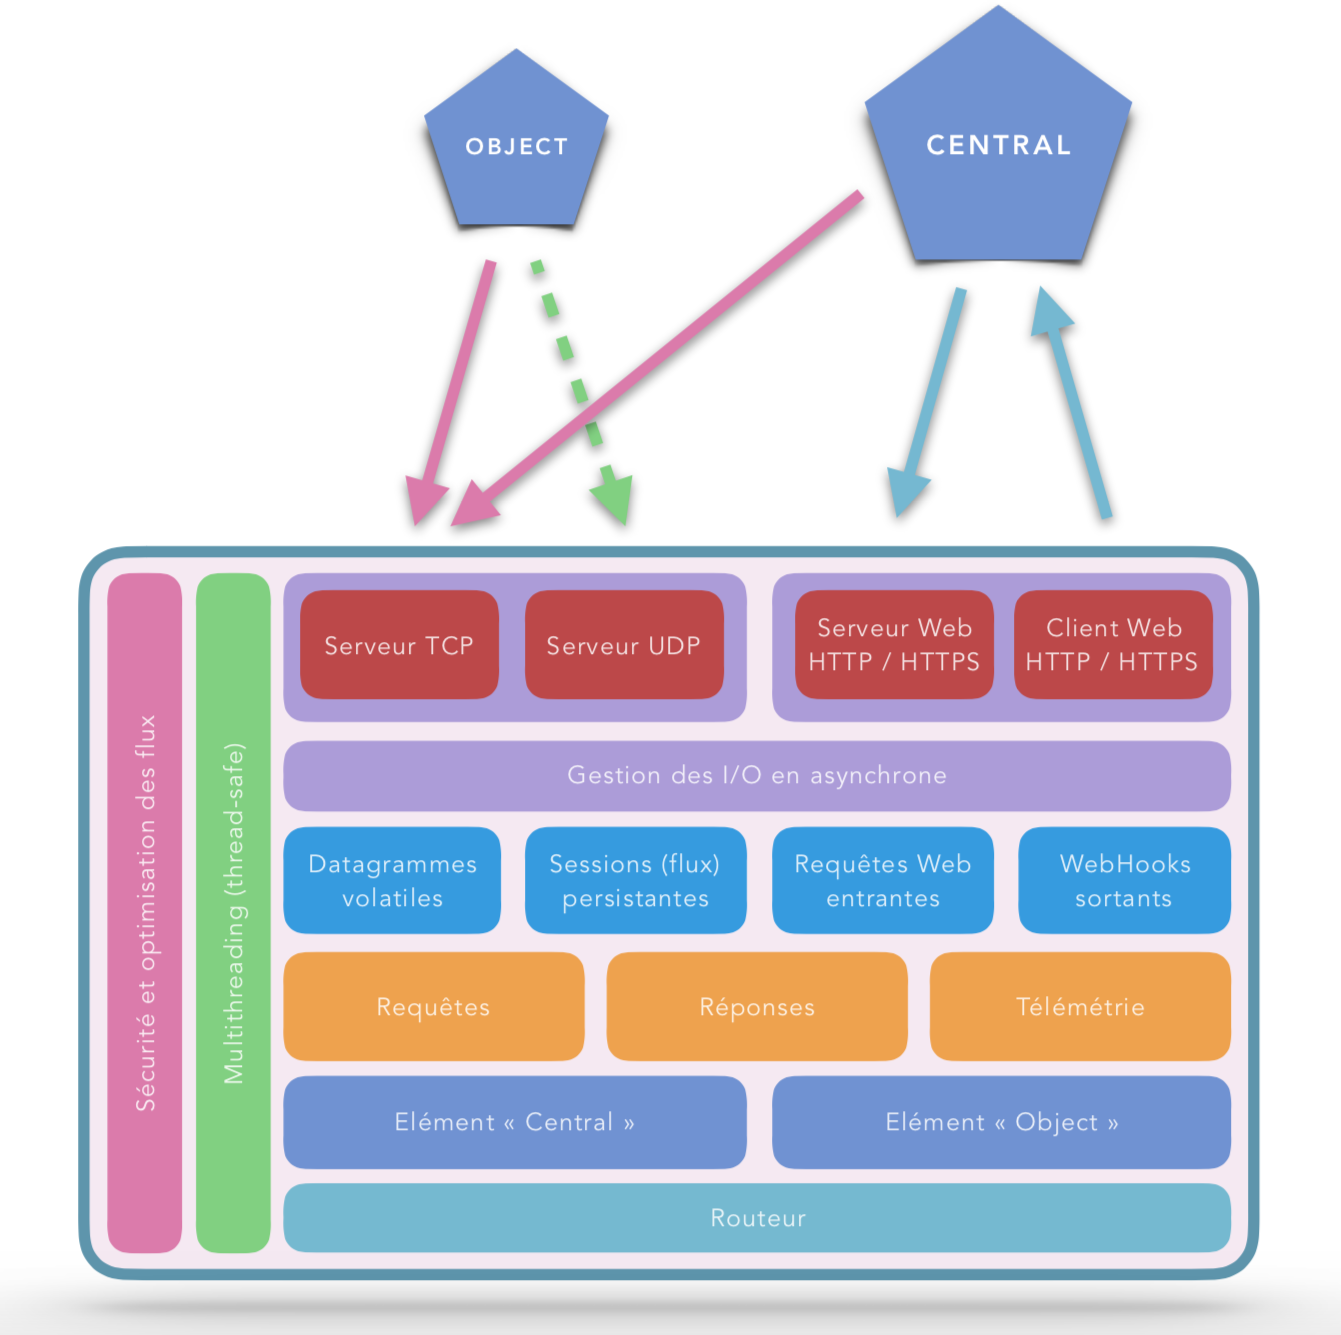 OBJECT
CENTRAL
Sécurité et optimisation des flux
Multithreading (thread-safe)
Serveur TCP
Serveur UDP
Serveur Web
HTTP / HTTPS
Client Web
HTTP / HTTPS
Gestion des I/O en asynchrone
Datagrammes
volatiles
Sessions (flux)
persistantes
Requêtes Web
entrantes
WebHooks
sortants
Requêtes
Réponses
Télémétrie
Elément « Central »
Elément « Object »
Routeur